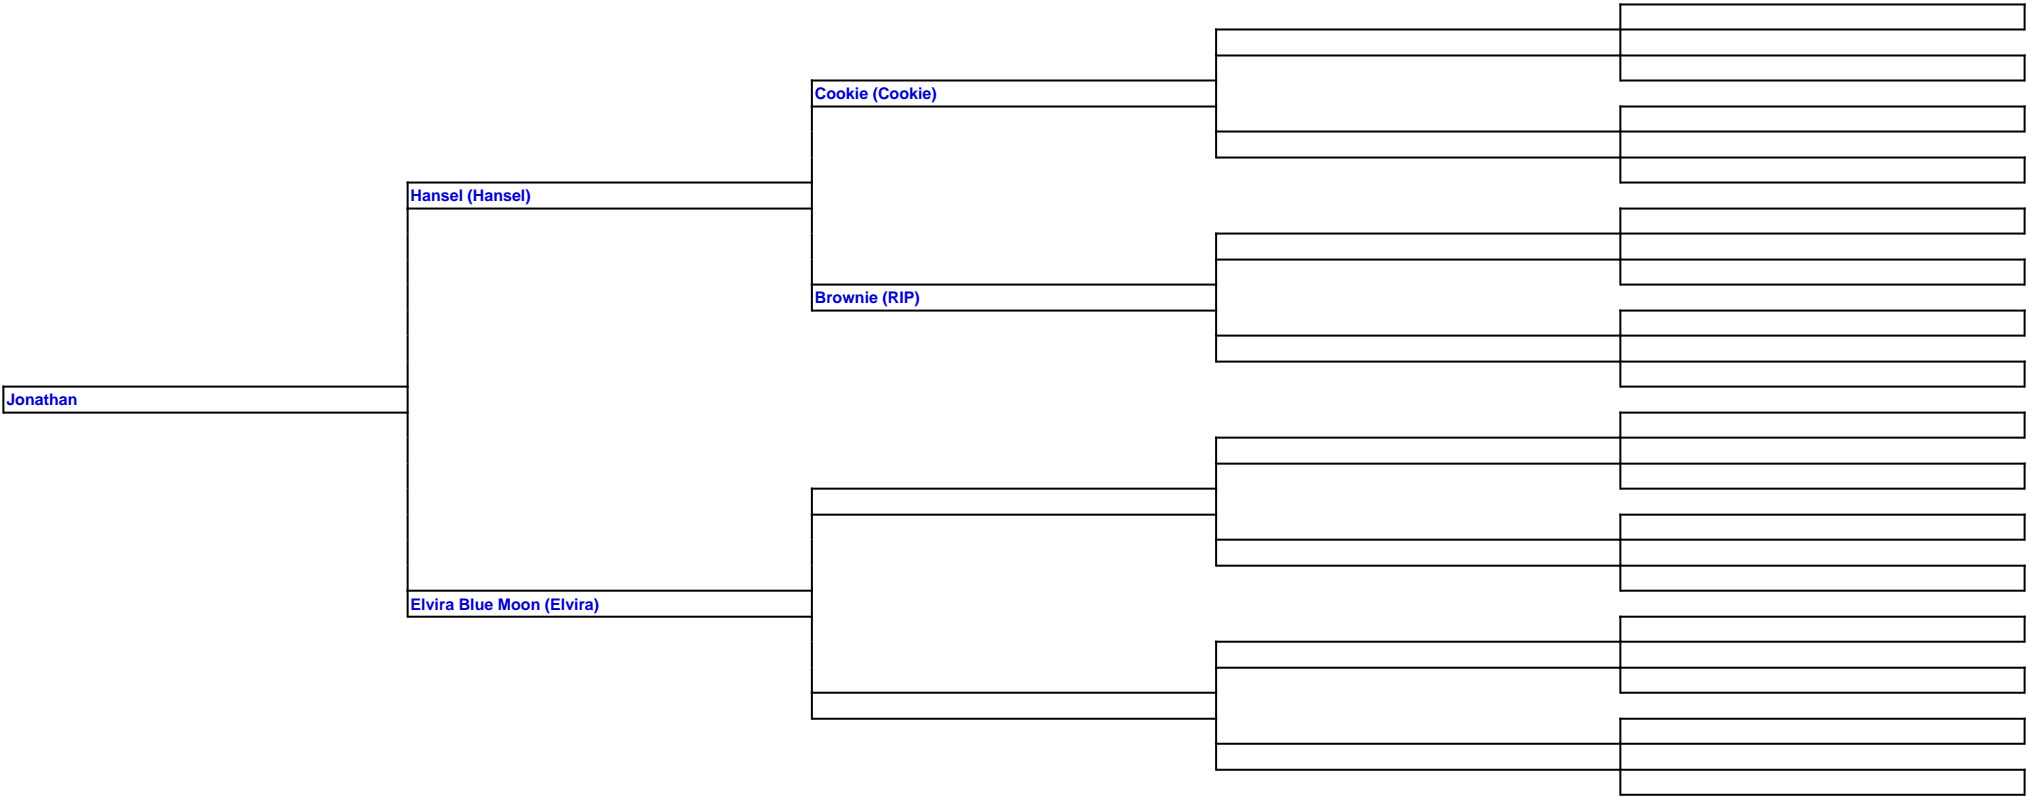 Cookie (Cookie)
Hansel (Hansel)
Brownie (RIP)
Jonathan
Elvira Blue Moon (Elvira)